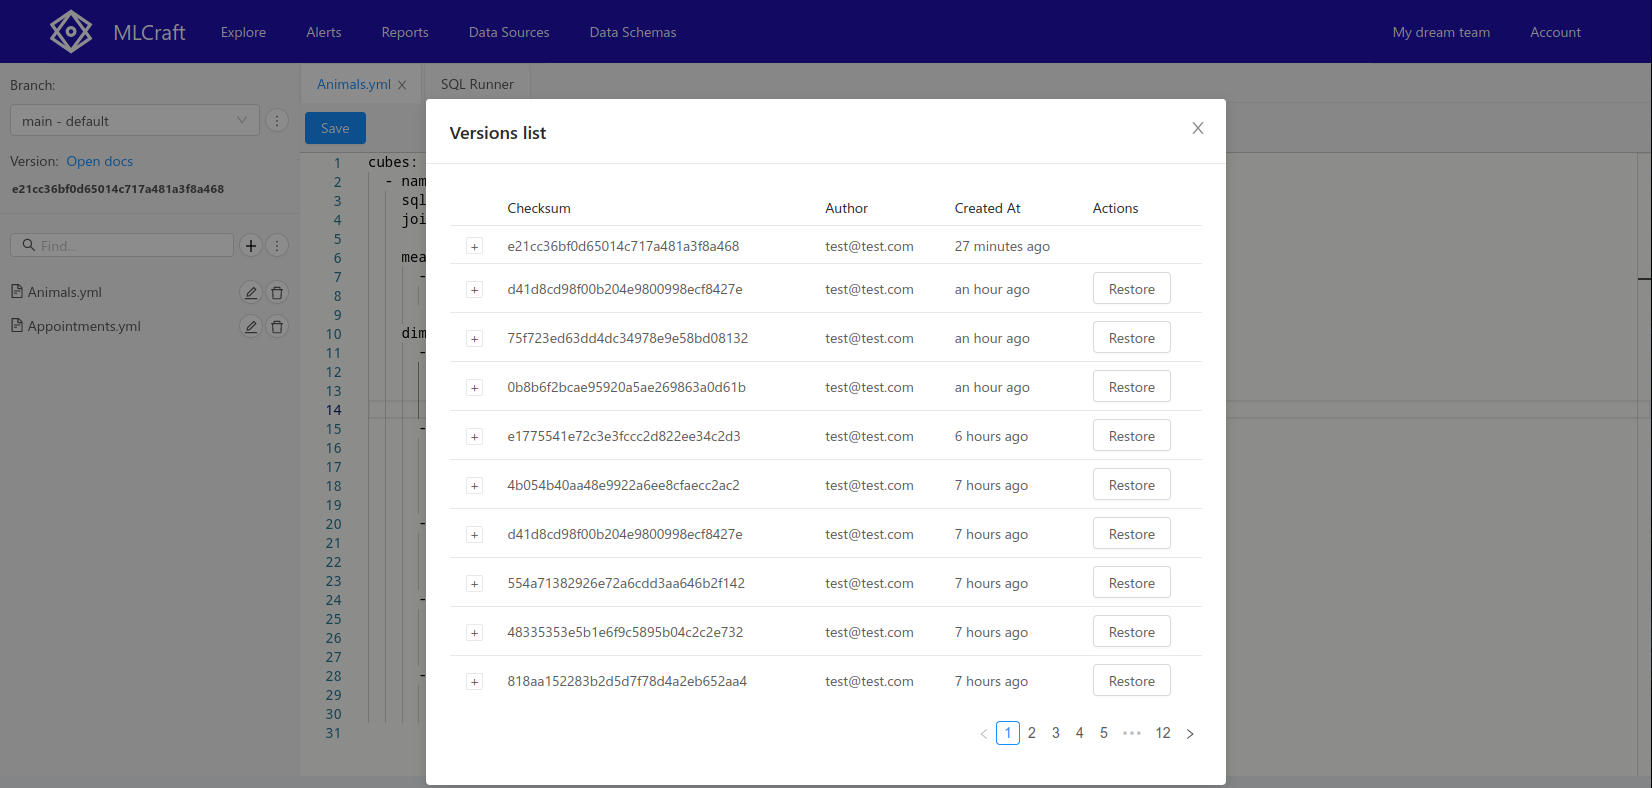 MLCraft Explore Alerts Reports Data Sources Data Schemas My dream team Account
Branch:
main - default
Version: Open docs
e21cc36bf0d65014c717a481a3f8a468
Find...
Animals.yml
Appointments.yml
Animals.yml SQL Runner
Save
1 cubes:
2 - nam
3 sql
4 joi
5
6 mea
7 -
8
9
10 dim
11 -
12
13
14
15 -
16
17
18
19
20 -
21
22
23
24 -
25
26
27
28 -
29
30
31
Versions list
Checksum Author Created At Actions
+ e21cc36bf0d65014c717a481a3f8a468 test@test.com 27 minutes ago
+ d41d8cd98f00b204e9800998ecf8427e test@test.com an hour ago Restore
+ 75f723ed63dd4dc34978e9e58bd08132 test@test.com an hour ago Restore
+ 0b8b6f2bcae95920a5ae269863a0d61b test@test.com an hour ago Restore
+ e1775541e72c3e3fccc2d822ee34c2d3 test@test.com 6 hours ago Restore
+ 4b054b40aa48e9922a6ee8cfaecc2ac2 test@test.com 7 hours ago Restore
+ d41d8cd98f00b204e9800998ecf8427e test@test.com 7 hours ago Restore
+ 554a71382926e72a6cdd3aa646b2f142 test@test.com 7 hours ago Restore
+ 48335353e5b1e6f9c5895b04c2c2e732 test@test.com 7 hours ago Restore
+ 818aa152283b2d5d7f78d4a2eb652aa4 test@test.com 7 hours ago Restore
< 1 2 3 4 5 ••• 12 >